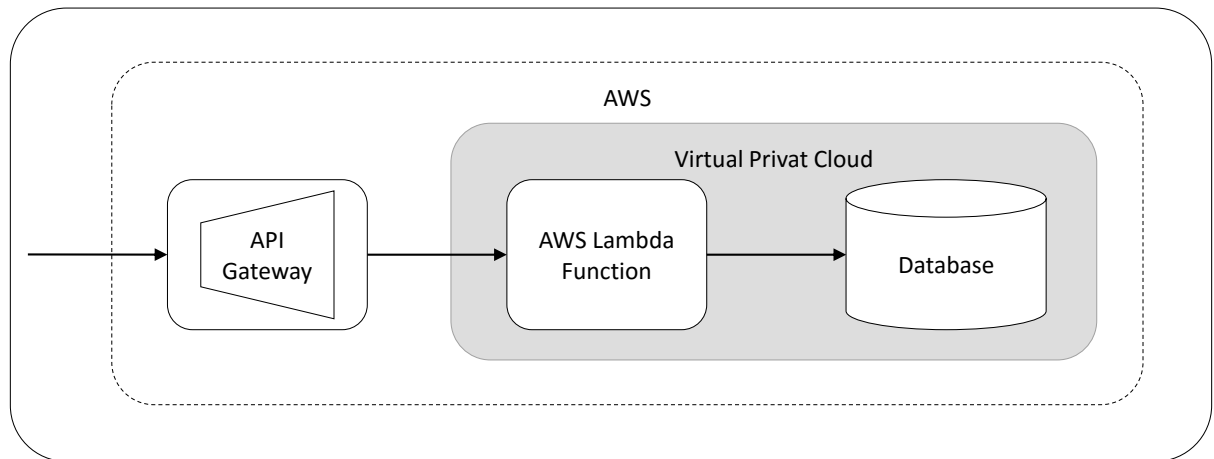 AWS
Virtual Privat Cloud
API
Gateway
AWS Lambda
Function
Database